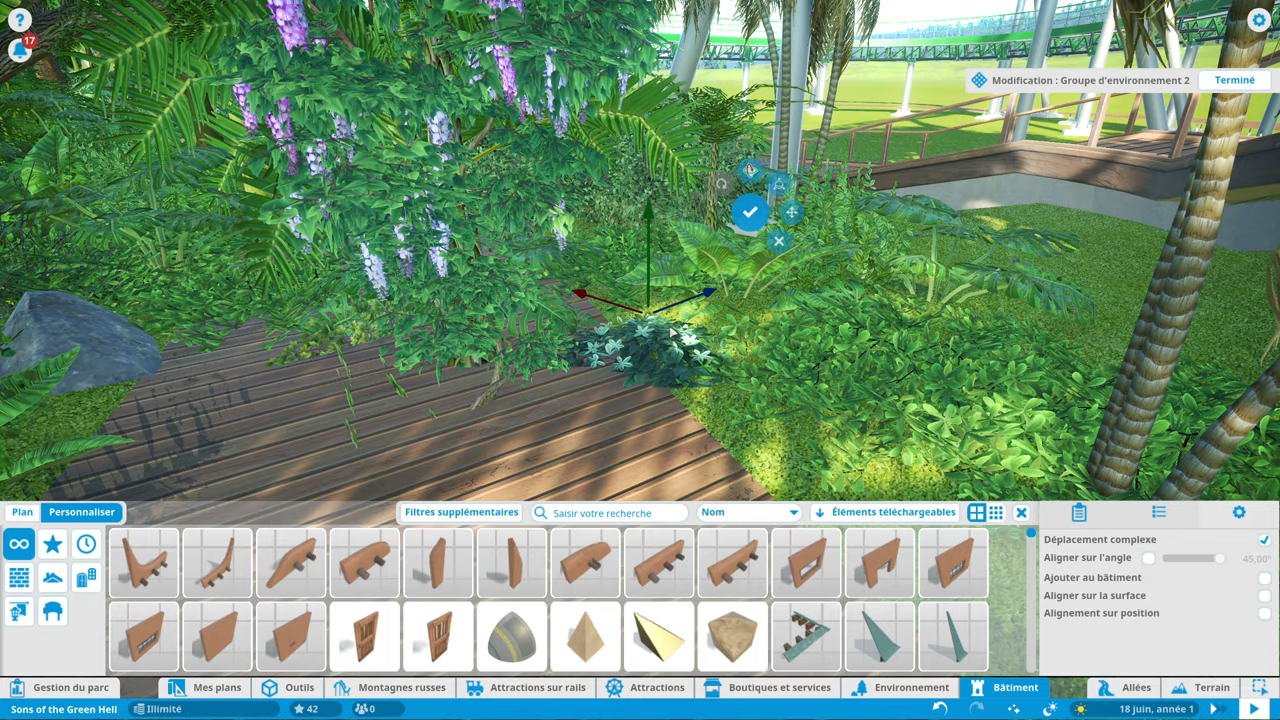 ?
17
Modification : Groupe d'environnement 2
Terminé
Plan
Personnaliser
Filtres supplémentaires
Saisir votre recherche
Nom
Éléments téléchargeables
Déplacement complexe
Aligner sur l'angle
45,00°
Ajouter au bâtiment
Aligner sur la surface
Alignement sur position
Gestion du parc
Mes plans
Outils
Montagnes russes
Attractions sur rails
Attractions
Boutiques et services
Environnement
Bâtiment
Allées
Terrain
Sons of the Green Hell
Illimité
42
0
18 juin, année 1